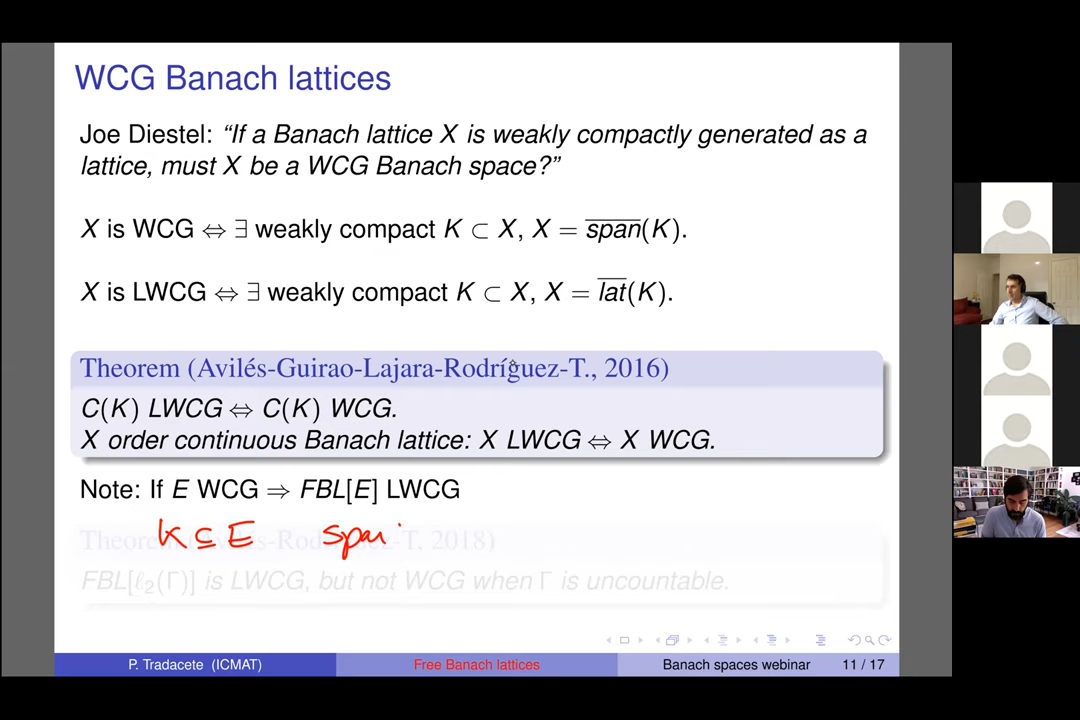 WCG Banach lattices
Joe Diestel: “If a Banach lattice X is weakly compactly generated as a
lattice, must X be a WCG Banach space?”
X is WCG ⇔ ∃ weakly compact K ⊂ X, X = \overline{span}(K).
X is LWCG ⇔ ∃ weakly compact K ⊂ X, X = \overline{lat}(K).
Theorem (Avilés-Guirao-Lajara-Rodríguez-T., 2016)
C(K) LWCG ⇔ C(K) WCG.
X order continuous Banach lattice: X LWCG ⇔ X WCG.
Note: If E WCG ⇒ FBL[E] LWCG
K ⊆ E spa
FBL[ℓ₂(Γ)] is LWCG, but not WCG when Γ is uncountable.
P. Tradacete (ICMAT) Free Banach lattices Banach spaces webinar 11 / 17